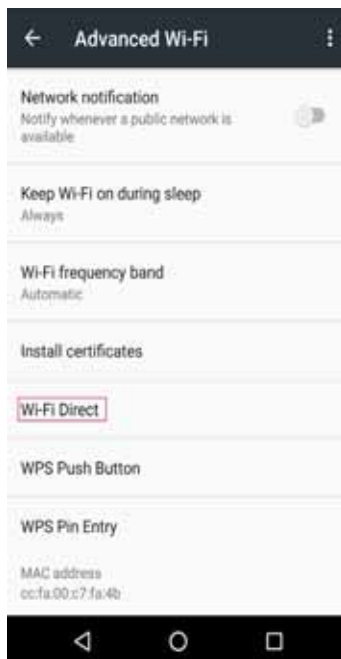 Advanced Wi-Fi
Network notification
Notify whenever a public network is
available
Keep Wi-Fi on during sleep
Always
Wi-Fi frequency band
Automatic
Install certificates
Wi-Fi Direct
WPS Push Button
WPS Pin Entry
MAC address
cc:fa:00:c7:fa:4b